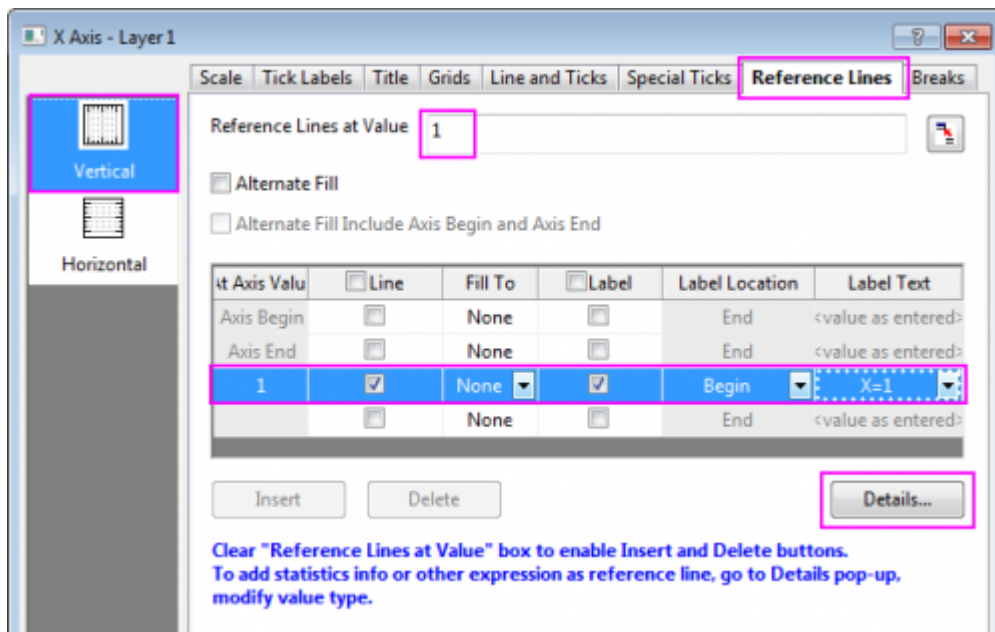 X Axis - Layer 1
Scale Tick Labels Title Grids Line and Ticks Special Ticks Reference Lines Breaks
Vertical
Horizontal
Reference Lines at Value 1
Alternate Fill
Alternate Fill Include Axis Begin and Axis End
t Axis Valu Line Fill To Label Label Location Label Text
Axis Begin None End <value as entered>
Axis End None End <value as entered>
1 None Begin X=1
None End <value as entered>
Insert Delete Details...
Clear "Reference Lines at Value" box to enable Insert and Delete buttons.
To add statistics info or other expression as reference line, go to Details pop-up,
modify value type.